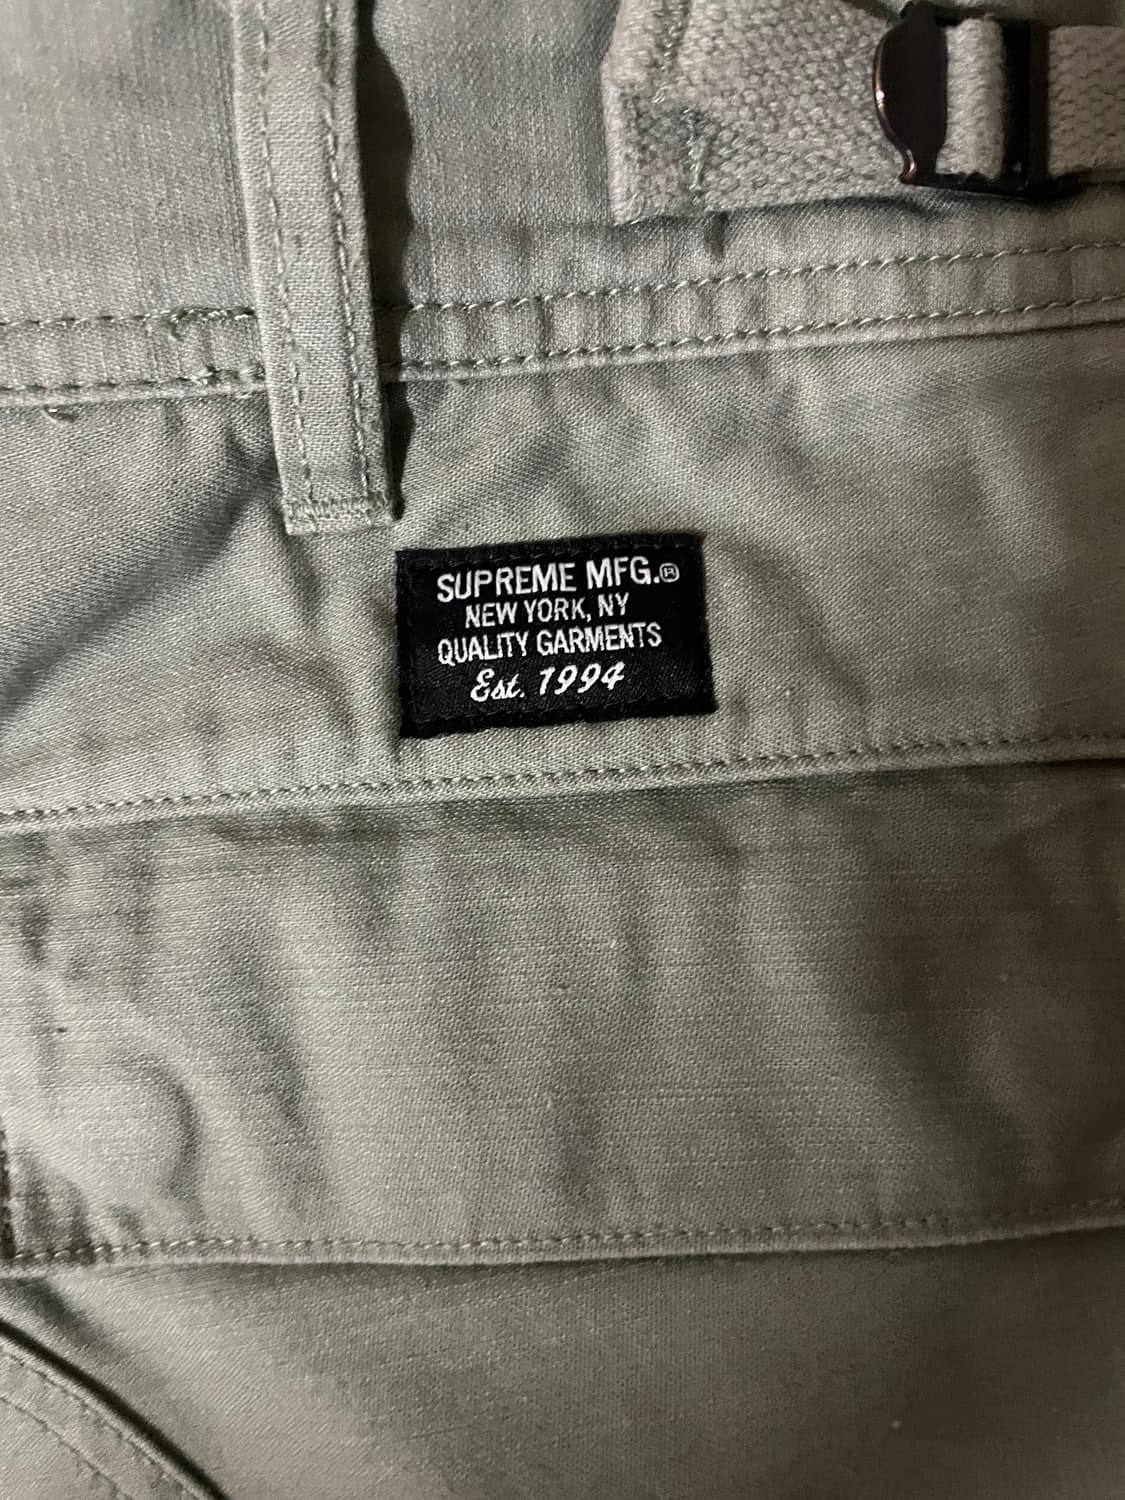 SUPREME MFG.®
NEW YORK, NY
QUALITY GARMENTS
Est. 1994